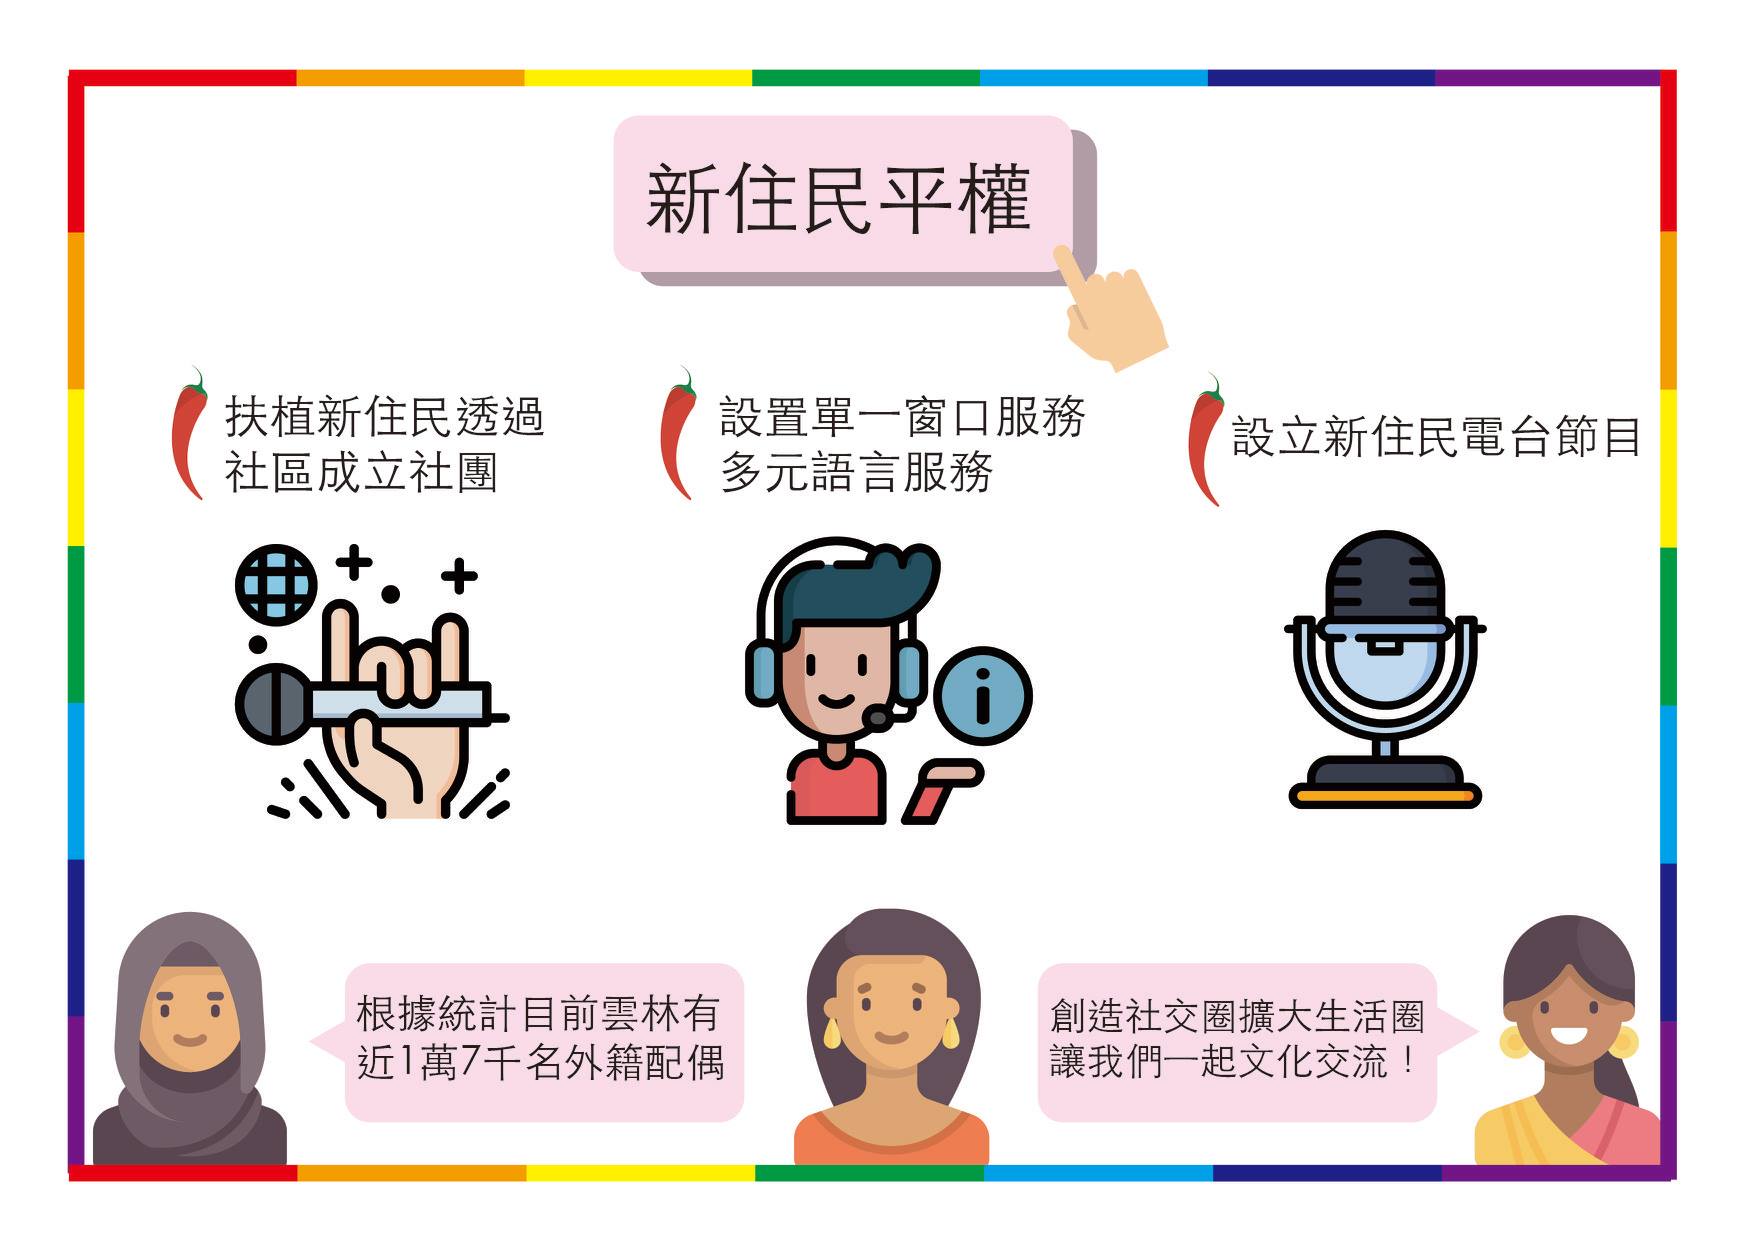 新住民平權
扶植新住民透過
社區成立社團
設置單一窗口服務
多元語言服務
設立新住民電台節目
根據統計目前雲林有
近1萬7千名外籍配偶
創造社交圈擴大生活圈
讓我們一起文化交流！